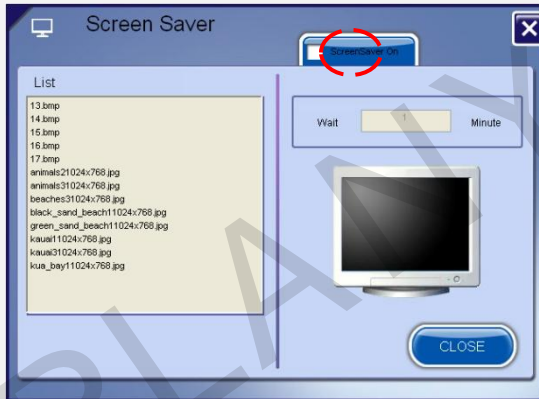 Screen Saver
ScreenSaver On
List
13.bmp
14.bmp
15.bmp
16.bmp
17.bmp
animals21024x768.jpg
animals31024x768.jpg
beaches31024x768.jpg
black_sand_beach11024x768.jpg
green_sand_beach11024x768.jpg
kauai11024x768.jpg
kauai31024x768.jpg
kua_bay11024x768.jpg
Wait 1 Minute
CLOSE
PLANY